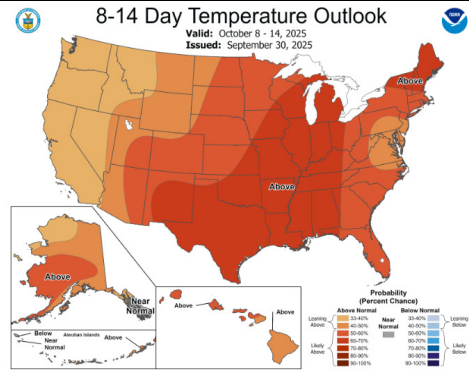 8-14 Day Temperature Outlook
Valid: October 8 - 14, 2025
Issued: September 30, 2025
NOAA
Above
Above
Above
Near
Normal
Below
Near
Normal
Aleutian Islands
Above
Above
Above
Probability
(Percent Chance)
Above Normal
Below Normal
Leaning
Above
Likely
Above
33-40%
40-50%
50-60%
60-70%
70-80%
80-90%
90-100%
Near
Normal
33-40%
40-50%
50-60%
60-70%
70-80%
80-90%
90-100%
Leaning
Below
Likely
Below